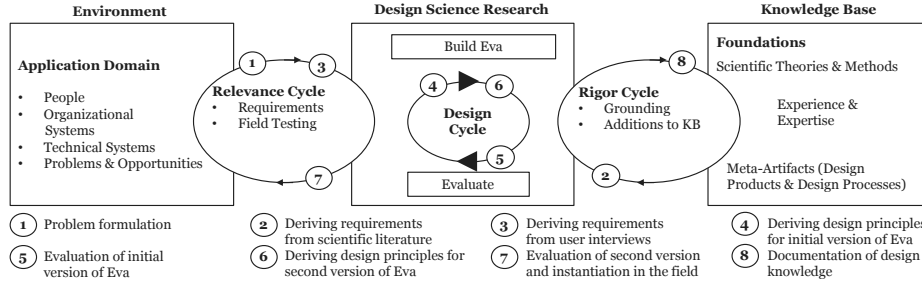 Environment
Design Science Research
Knowledge Base
Application Domain
• People
• Organizational
Systems
• Technical Systems
• Problems & Opportunities
1
3
Relevance Cycle
• Requirements
• Field Testing
7
Build Eva
4
6
Design
Cycle
5
Evaluate
8
Rigor Cycle
• Grounding
• Additions to KB
2
Foundations
Scientific Theories & Methods
Experience &
Expertise
Meta-Artifacts (Design
Products & Design Processes)
1 Problem formulation
2 Deriving requirements
from scientific literature
3 Deriving requirements
from user interviews
4 Deriving design principles
for initial version of Eva
5 Evaluation of initial
version of Eva
6 Deriving design principles for
second version of Eva
7 Evaluation of second version
and instantiation in the field
8 Documentation of design
knowledge